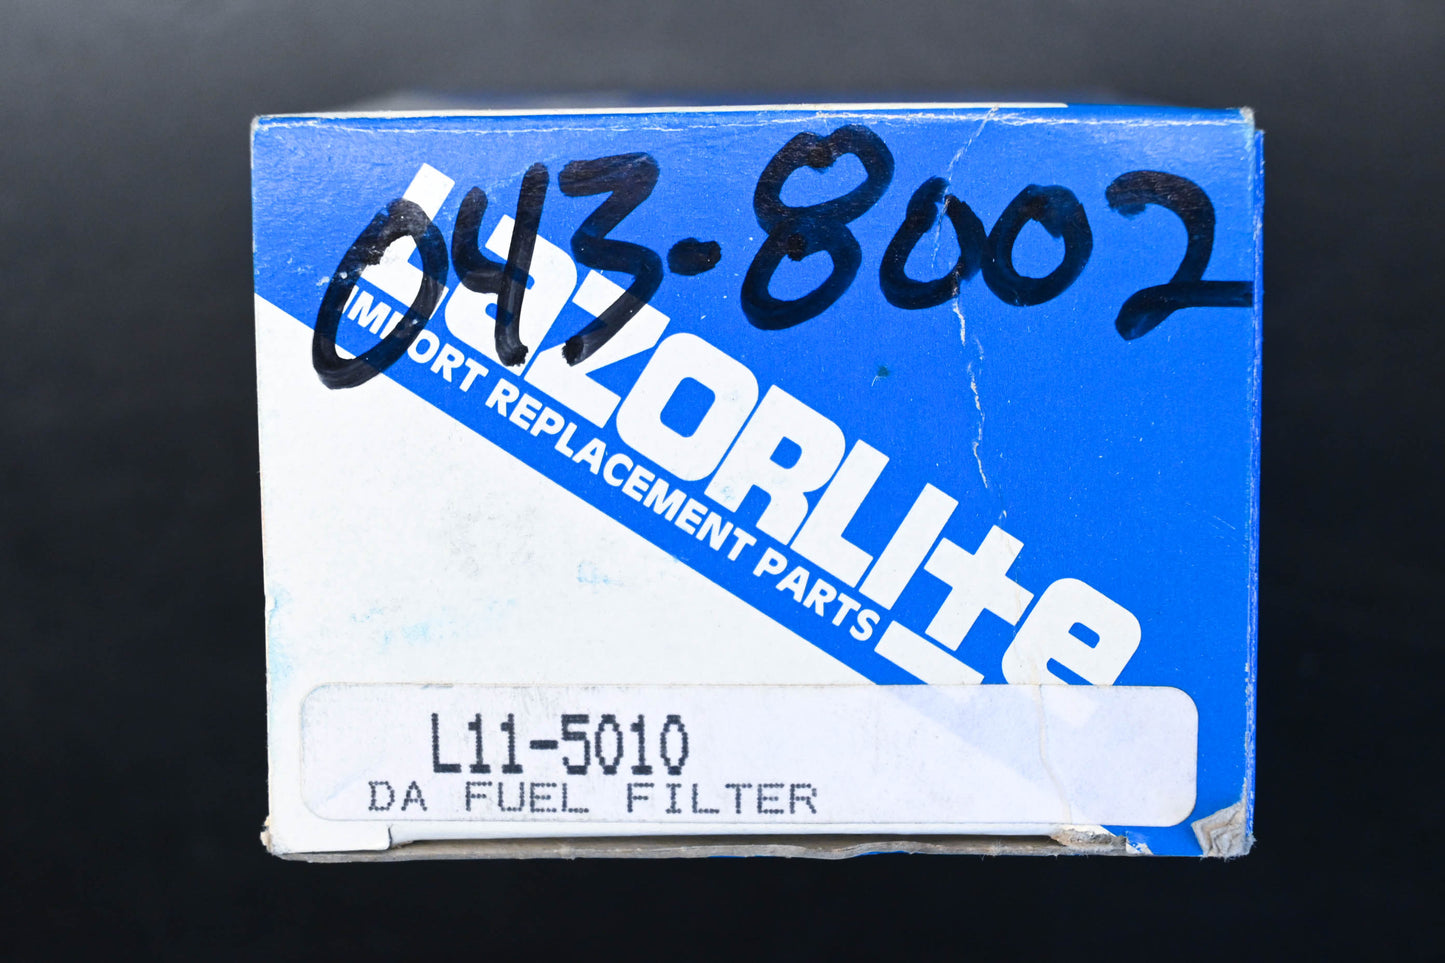 043-8002
LazORLite
IMPORT REPLACEMENT PARTS
L11-5010
DA FUEL FILTER